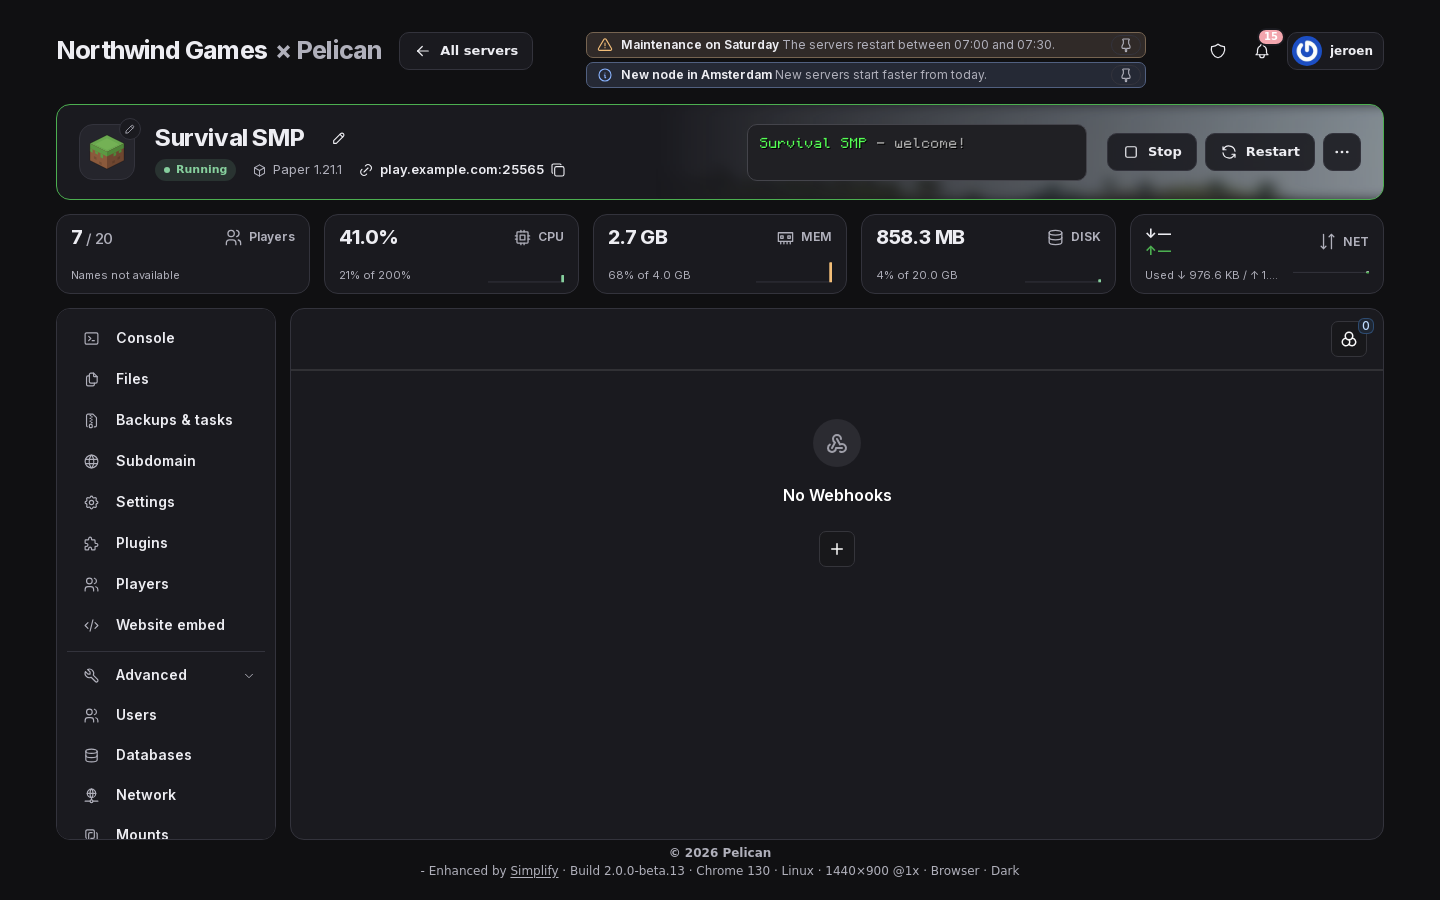 Northwind Games × Pelican
All servers
Maintenance on Saturday The servers restart between 07:00 and 07:30.
New node in Amsterdam New servers start faster from today.
15
jeroen
Survival SMP
Running
Paper 1.21.1
play.example.com:25565
Survival SMP - welcome!
Stop
Restart
7 / 20
Players
Names not available
41.0%
CPU
21% of 200%
2.7 GB
MEM
68% of 4.0 GB
858.3 MB
DISK
4% of 20.0 GB
↓—
↑—
NET
Used ↓ 976.6 KB / ↑ 1....
Console
Files
Backups & tasks
Subdomain
Settings
Plugins
Players
Website embed
Advanced
Users
Databases
Network
Mounts
0
No Webhooks
© 2026 Pelican
- Enhanced by Simplify · Build 2.0.0-beta.13 · Chrome 130 · Linux · 1440×900 @1x · Browser · Dark